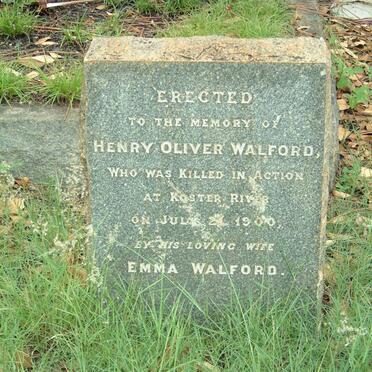 ERECTED
TO THE MEMORY OF
HENRY OLIVER WALFORD,
WHO WAS KILLED IN ACTION
AT KOSTER RIVER
ON JULY 1900,
BY HIS LOVING WIFE
EMMA WALFORD.